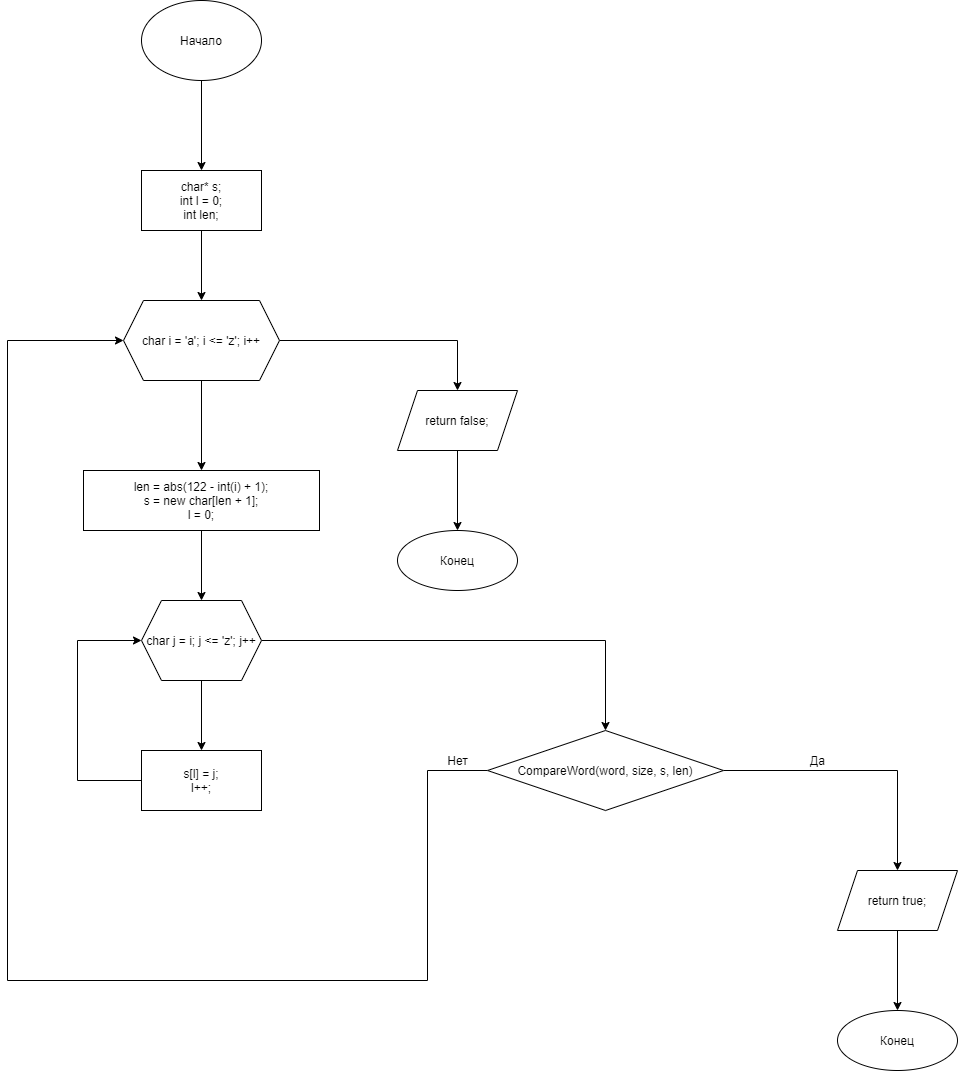 Начало
char* s;
int l = 0;
int len;
char i = 'a'; i <= 'z'; i++
return false;
len = abs(122 - int(i) + 1);
s = new char[len + 1];
l = 0;
Конец
char j = i; j <= 'z'; j++
s[l] = j;
l++;
Нет
CompareWord(word, size, s, len)
Да
return true;
Конец